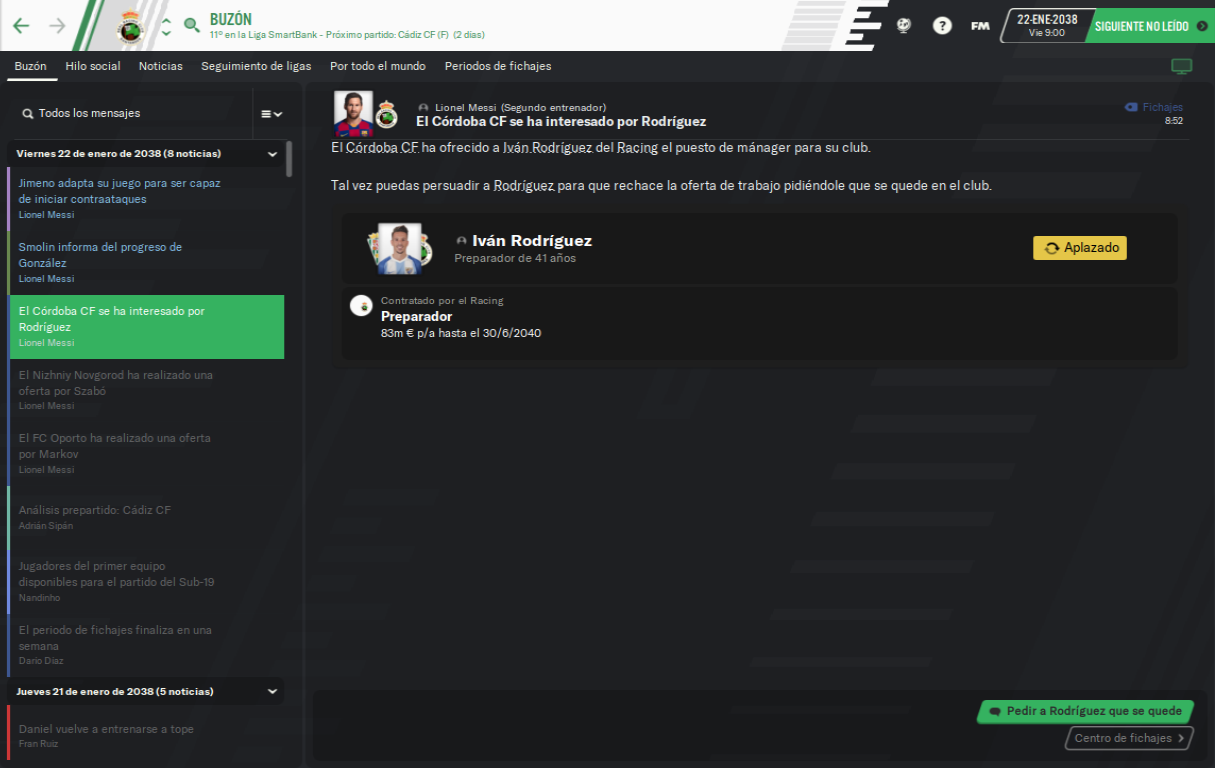 BUZÓN
11º en la Liga SmartBank - Próximo partido: Cádiz CF (F) (2 días)
?
FM
22-ENE-2038
Vie 9:00
SIGUIENTE NO LEÍDO
Buzón
Hilo social
Noticias
Seguimiento de ligas
Por todo el mundo
Periodos de fichajes
Todos los mensajes
Viernes 22 de enero de 2038 (8 noticias)
Jimeno adapta su juego para ser capaz
de iniciar contraataques
Lionel Messi
Smolin informa del progreso de
González
Lionel Messi
El Córdoba CF se ha interesado por
Rodríguez
Lionel Messi
El Nizhniy Novgorod ha realizado una
oferta por Szabó
Lionel Messi
El FC Oporto ha realizado una oferta
por Markov
Lionel Messi
Análisis prepartido: Cádiz CF
Adrián Sipán
Jugadores del primer equipo
disponibles para el partido del Sub-19
Nandinho
El periodo de fichajes finaliza en una
semana
Darío Díaz
Jueves 21 de enero de 2038 (5 noticias)
Daniel vuelve a entrenarse a tope
Fran Ruiz
Lionel Messi (Segundo entrenador)
El Córdoba CF se ha interesado por Rodríguez
Fichajes
8:52
El Córdoba CF ha ofrecido a Iván Rodríguez del Racing el puesto de mánager para su club.
Tal vez puedas persuadir a Rodríguez para que rechace la oferta de trabajo pidiéndole que se quede en el club.
Iván Rodríguez
Preparador de 41 años
Aplazado
Contratado por el Racing
Preparador
83m € p/a hasta el 30/6/2040
Pedir a Rodríguez que se quede
Centro de fichajes